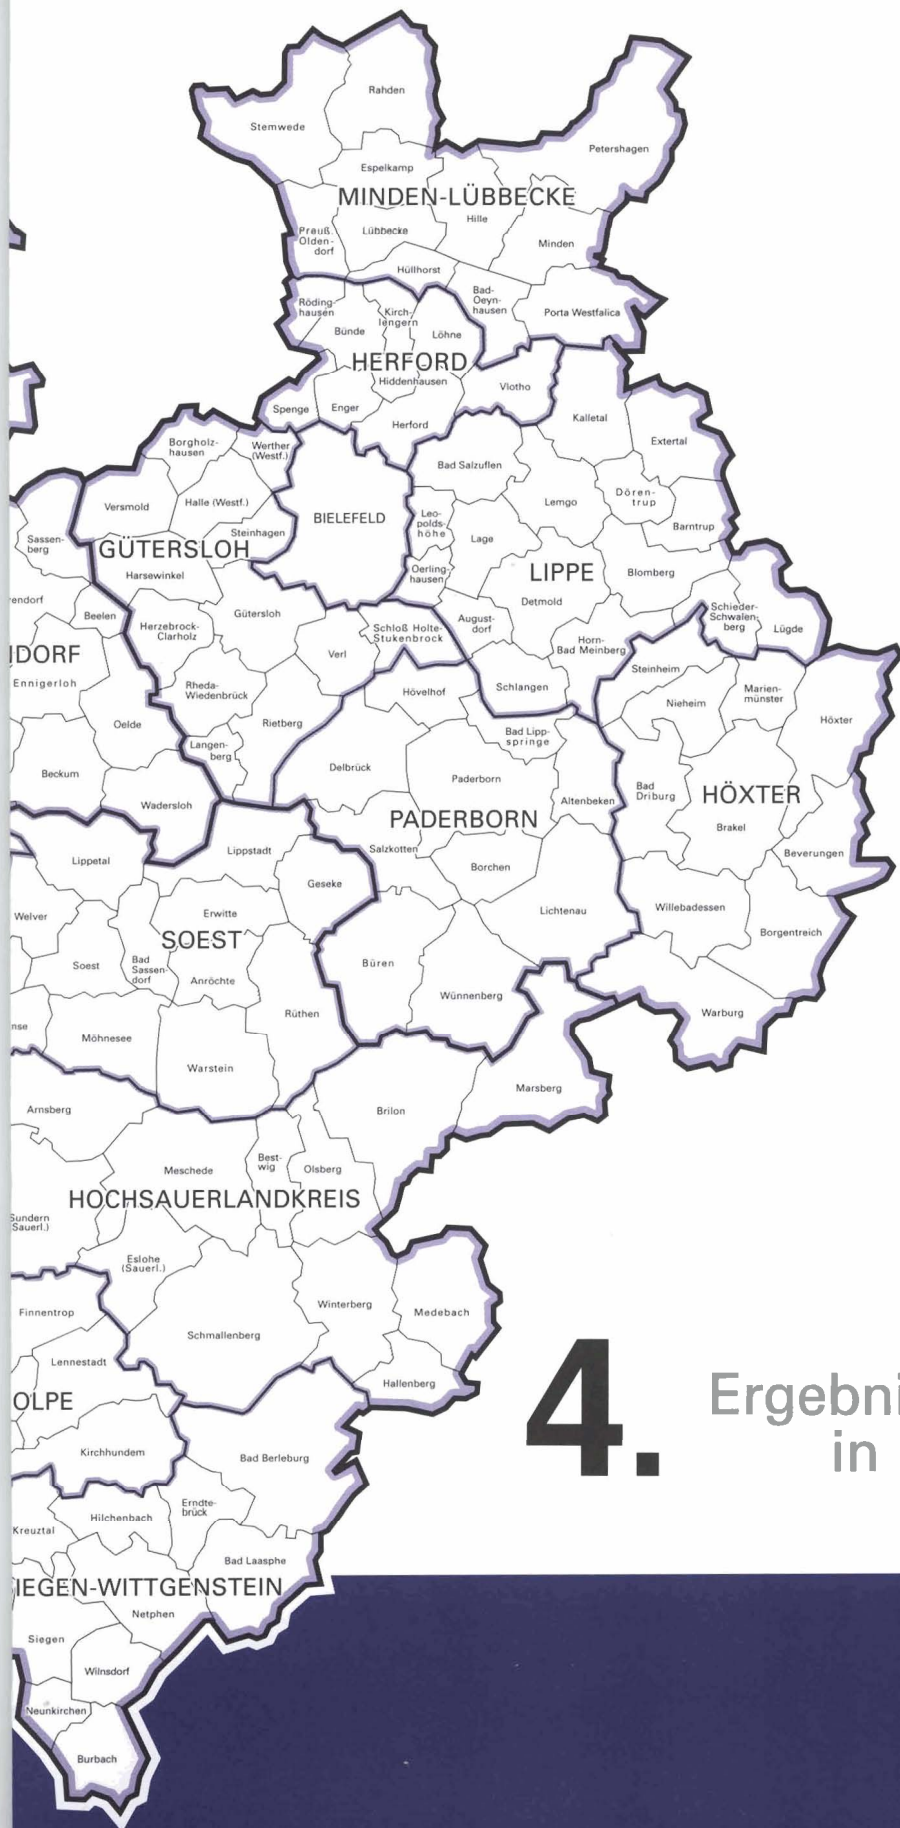 Rahden
Stemwede
Petershagen
Espelkamp
MINDEN-LÜBBECKE
Hille
Preuß.
Olden-
dorf
Lübbecke
Minden
Hüllhorst
Bad-
Oeyn-
hausen
Porta Westfalica
Röding-
hausen
Kirch-
lengern
Bünde
Löhne
HERFORD
Hiddenhausen
Vlotho
Spenge
Enger
Herford
Kalletal
Extertal
Borgholz-
hausen
Werther
(Westf.)
Bad Salzuflen
Versmold
Halle (Westf.)
BIELEFELD
Leo-
polds-
höhe
Lemgo
Dören-
trup
Barntrup
Steinhagen
Lage
Sassen-
berg
GÜTERSLOH
Harsewinkel
Oerling-
hausen
LIPPE
Detmold
Blomberg
rendorf
Beelen
Herzebrock-
Clarholz
Gütersloh
Schloß Holte-
Stukenbrock
August-
dorf
Schieder-
Schwalen-
berg
Lügde
Horn-
Bad Meinberg
DORF
Ennigerloh
Verl
Steinheim
Rheda-
Wiedenbrück
Hövelhof
Schlangen
Nieheim
Marien-
münster
Höxter
Oelde
Rietberg
Langen-
berg
Bad Lipp-
springe
Beckum
Delbrück
Paderborn
Wadersloh
Altenbeken
Bad
Driburg
HÖXTER
Brakel
PADERBORN
Salzkotten
Beverungen
Lippetal
Lippstadt
Borchen
Geseke
Welver
Erwitte
Lichtenau
Willebadessen
SOEST
Borgentreich
Soest
Bad
Sassen-
dorf
Anröchte
Büren
Wünnenberg
Rüthen
Warburg
nse
Möhnesee
Warstein
Marsberg
Arnsberg
Brilon
Meschede
Best-
wig
Olsberg
HOCHSAUERLANDKREIS
Sundern
Sauerl.)
Eslohe
(Sauerl.)
Finnentrop
Winterberg
Medebach
Schmallenberg
Lennestadt
Hallenberg
OLPE
4.
Ergebni
in
Kirchhundem
Bad Berleburg
Erndte-
brück
Hilchenbach
Kreuztal
Bad Laasphe
IEGEN-WITTGENSTEIN
Netphen
Siegen
Wilnsdorf
Neunkirchen
Burbach